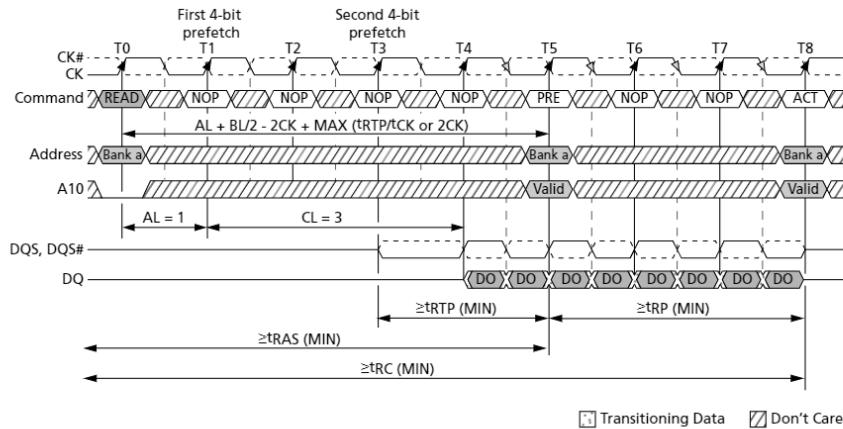 First 4-bit prefetch
Second 4-bit prefetch
T0 T1 T2 T3 T4 T5 T6 T7 T8
CK#
CK
Command READ NOP NOP NOP NOP PRE NOP NOP ACT
AL + BL/2 - 2CK + MAX (tRTP/tCK or 2CK)
Address Bank a Bank a Bank a
A10 Valid Valid
AL = 1 CL = 3
DQS, DQS#
DQ DO DO DO DO DO DO DO DO
≥tRTP (MIN) ≥tRP (MIN)
≥tRAS (MIN)
≥tRC (MIN)
Transitioning Data Don't Care